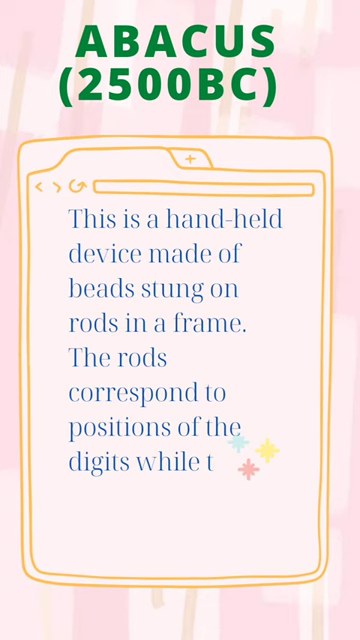 ABACUS
(2500BC)
This is a hand-held
device made of
beads stung on
rods in a frame.
The rods
correspond to
positions of the
digits while t